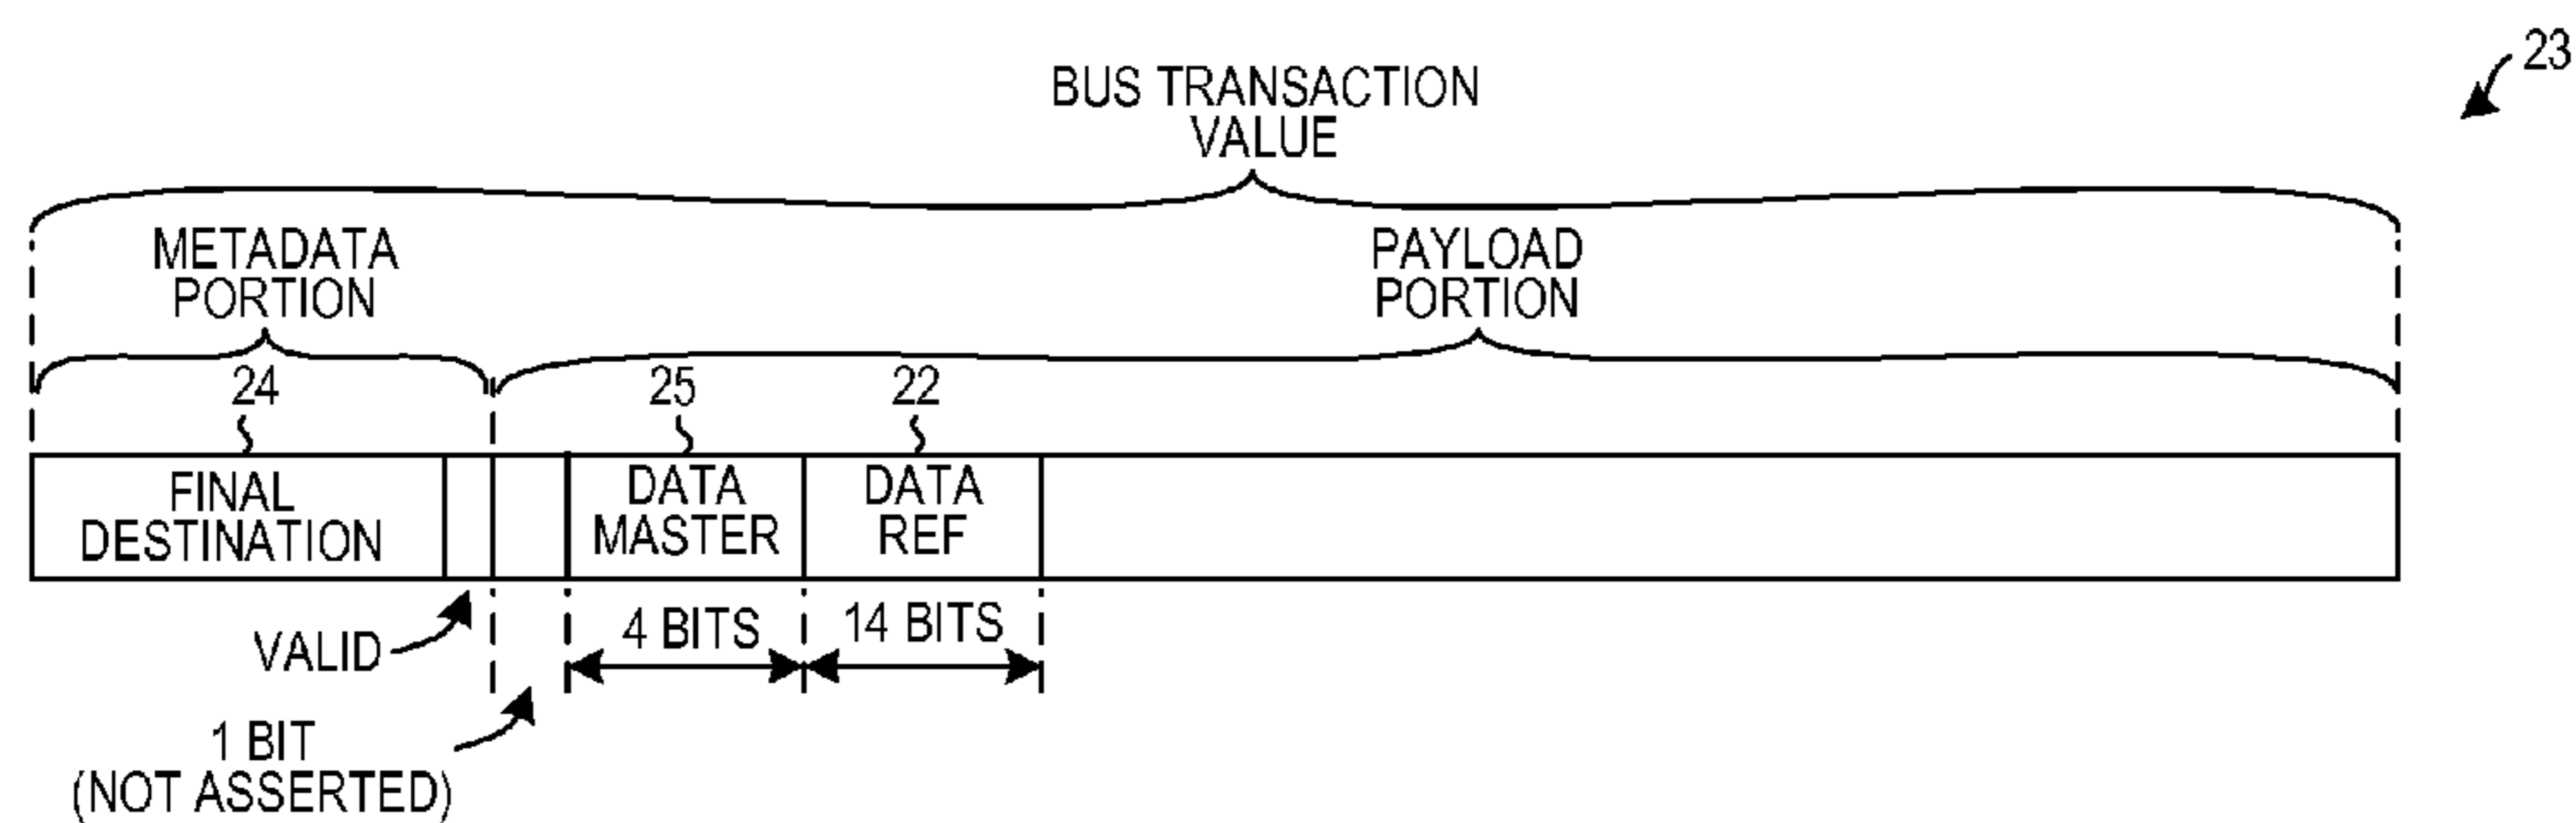 23
BUS TRANSACTION
VALUE
METADATA
PORTION
PAYLOAD
PORTION
24
25
22
FINAL
DESTINATION
DATA
MASTER
DATA
REF
VALID
4 BITS
14 BITS
1 BIT
(NOT ASSERTED)